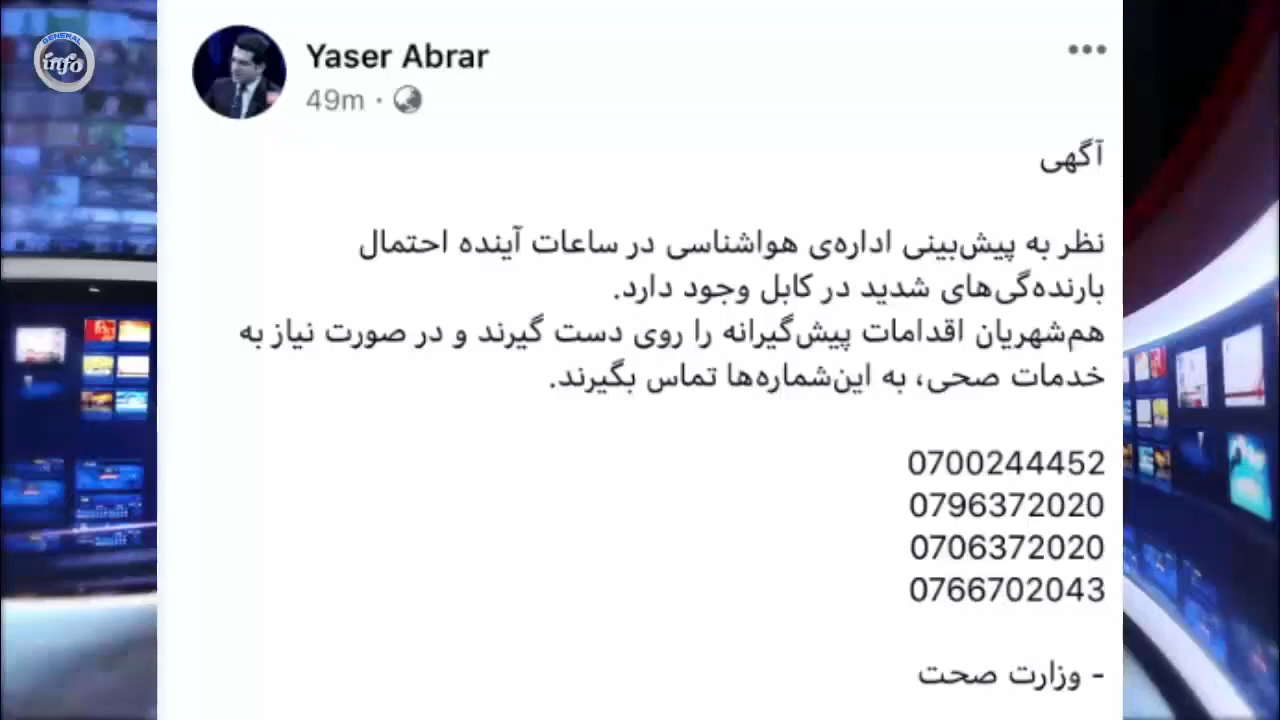 GENERAL
info
Yaser Abrar
49m ·
آگهی
نظر به پیش‌بینی اداره‌ی هواشناسی در ساعات آینده احتمال
بارنده‌گی‌های شدید در کابل وجود دارد.
هم‌شهریان اقدامات پیش‌گیرانه را روی دست گیرند و در صورت نیاز به
خدمات صحی، به این‌شماره‌ها تماس بگیرند.
0700244452
0796372020
0706372020
0766702043
- وزارت صحت